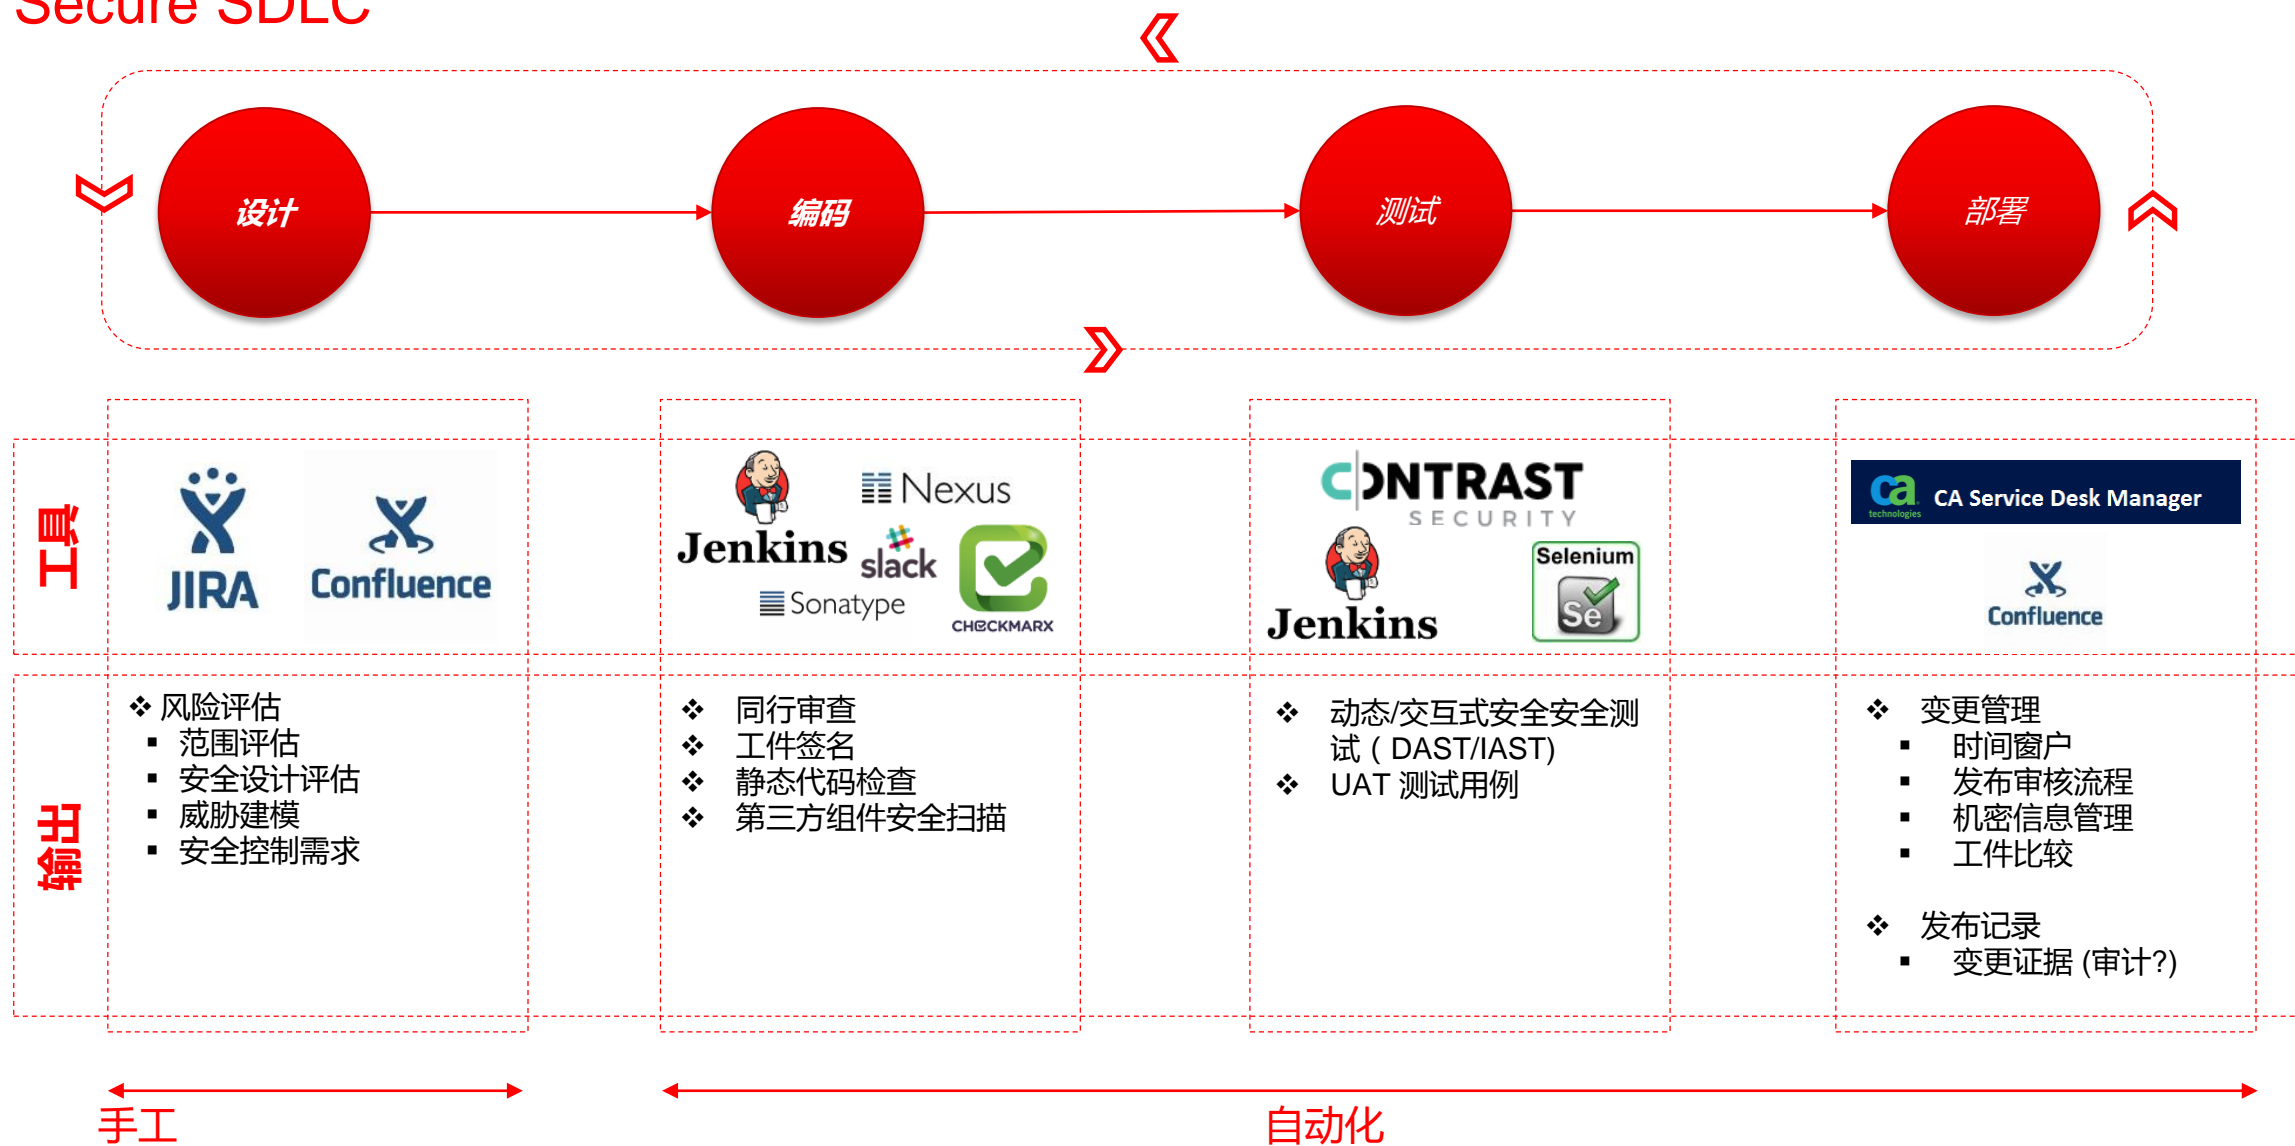 Secure SDLC
设计
编码
测试
部署
工具
JIRA
Confluence
Jenkins
Nexus
slack
Sonatype
CHECKMARX
CONTRAST
SECURITY
Jenkins
Selenium
Se
ca
technologies
CA Service Desk Manager
Confluence
输出
❖ 风险评估
▪ 范围评估
▪ 安全设计评估
▪ 威胁建模
▪ 安全控制需求
❖ 同行审查
❖ 工件签名
❖ 静态代码检查
❖ 第三方组件安全扫描
❖ 动态/交互式安全安全测
试（DAST/IAST)
❖ UAT 测试用例
❖ 变更管理
▪ 时间窗户
▪ 发布审核流程
▪ 机密信息管理
▪ 工件比较
❖ 发布记录
▪ 变更证据 (审计?)
手工
自动化